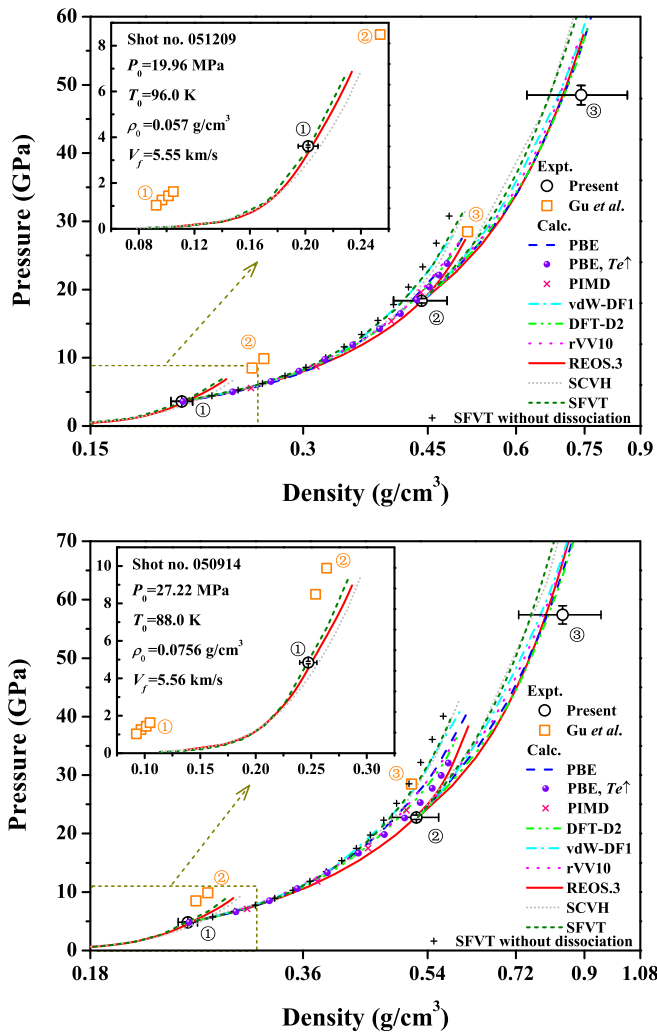 60
50
40
30
20
10
0
Pressure (GPa)
0.15
0.3
0.45
0.6
0.75
0.9
Density (g/cm³)
8
6
4
2
0
0.08
0.12
0.16
0.20
0.24
Shot no. 051209
P₀=19.96 MPa
T₀=96.0 K
ρ₀=0.057 g/cm³
V_f=5.55 km/s
①
②
①
②
③
①
②
③
Expt.
Present
Gu et al.
Calc.
PBE
PBE, Te↑
PIMD
vdW-DF1
DFT-D2
rVV10
REOS.3
SCVH
SFVT
SFVT without dissociation
①
②
70
60
50
40
30
20
10
0
Pressure (GPa)
0.18
0.36
0.54
0.72
0.9
1.08
Density (g/cm³)
10
8
6
4
2
0
0.10
0.15
0.20
0.25
0.30
Shot no. 050914
P₀=27.22 MPa
T₀=88.0 K
ρ₀=0.0756 g/cm³
V_f=5.56 km/s
②
①
①
③
③
Expt.
Present
Gu et al.
Calc.
PBE
PBE, Te↑
PIMD
DFT-D2
vdW-DF1
rVV10
REOS.3
SCVH
SFVT
SFVT without dissociation
②
②
①